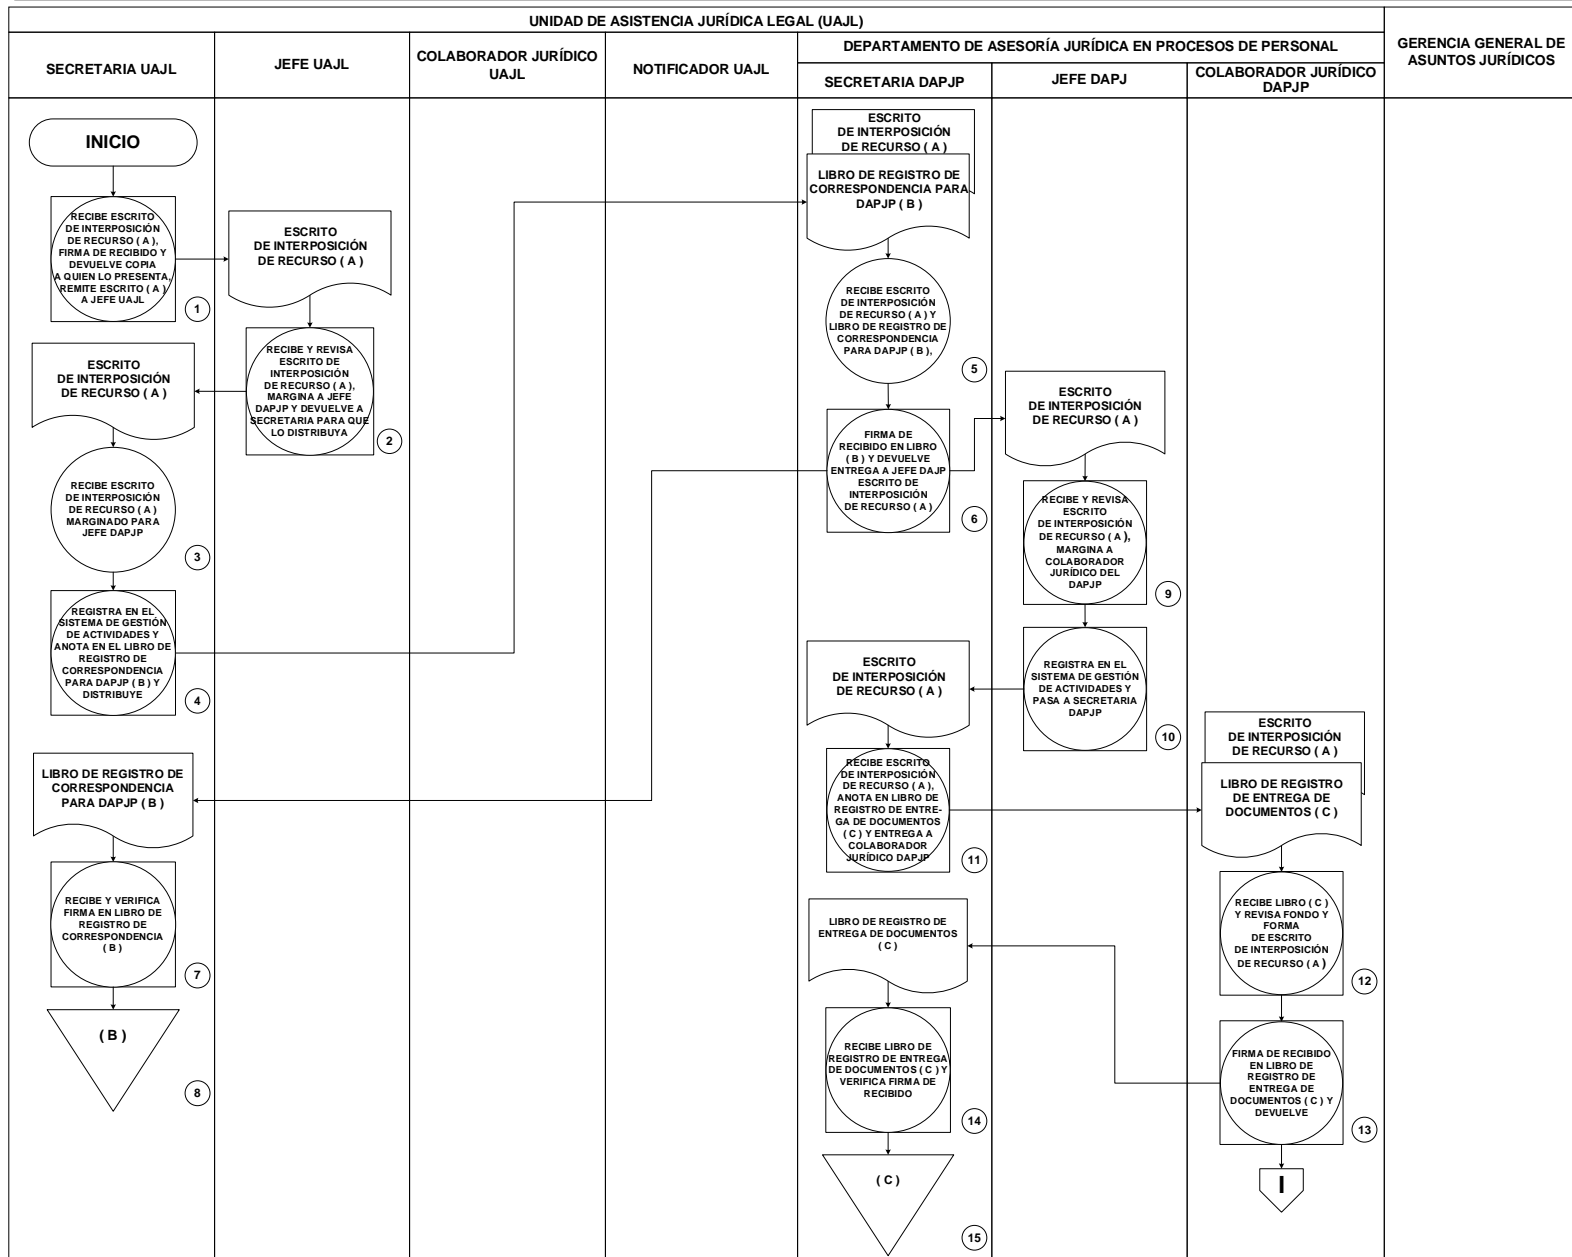 UNIDAD DE ASISTENCIA JURÍDICA LEGAL (UAJL)
GERENCIA GENERAL DE
ASUNTOS JURÍDICOS
SECRETARIA UAJL
JEFE UAJL
COLABORADOR JURÍDICO
UAJL
NOTIFICADOR UAJL
DEPARTAMENTO DE ASESORÍA JURÍDICA EN PROCESOS DE PERSONAL
SECRETARIA DAPJP
JEFE DAPJ
COLABORADOR JURÍDICO
DAPJP
INICIO
RECIBE ESCRITO
DE INTERPOSICIÓN
DE RECURSO ( A ),
FIRMA DE RECIBIDO Y
DEVUELVE COPIA
A QUIEN LO PRESENTA,
REMITE ESCRITO ( A )
A JEFE UAJL
1
ESCRITO
DE INTERPOSICIÓN
DE RECURSO ( A )
RECIBE Y REVISA
ESCRITO DE
INTERPOSICIÓN
DE RECURSO ( A ),
MARGINA A JEFE
DAPJP Y DEVUELVE A
SECRETARIA PARA QUE
LO DISTRIBUYA
2
ESCRITO
DE INTERPOSICIÓN
DE RECURSO ( A )
RECIBE ESCRITO
DE INTERPOSICIÓN
DE RECURSO ( A )
MARGINADO PARA
JEFE DAPJP
3
REGISTRA EN EL
SISTEMA DE GESTIÓN
DE ACTIVIDADES Y
ANOTA EN EL LIBRO DE
REGISTRO DE
CORRESPONDENCIA
PARA DAPJP ( B ) Y
DISTRIBUYE
4
ESCRITO
DE INTERPOSICIÓN
DE RECURSO ( A )
LIBRO DE REGISTRO DE
CORRESPONDENCIA PARA
DAPJP ( B )
RECIBE ESCRITO
DE INTERPOSICIÓN
DE RECURSO ( A ) Y
LIBRO DE REGISTRO DE
CORRESPONDENCIA
PARA DAPJP ( B ),
5
FIRMA DE
RECIBIDO EN LIBRO
( B ) Y DEVUELVE
ENTREGA A JEFE DAJP
ESCRITO DE
INTERPOSICIÓN
DE RECURSO ( A )
6
LIBRO DE REGISTRO DE
CORRESPONDENCIA
PARA DAPJP ( B )
RECIBE Y VERIFICA
FIRMA EN LIBRO DE
REGISTRO DE
CORRESPONDENCIA
( B )
7
( B )
8
ESCRITO
DE INTERPOSICIÓN
DE RECURSO ( A )
RECIBE Y REVISA
ESCRITO
DE INTERPOSICIÓN
DE RECURSO ( A ),
MARGINA A
COLABORADOR
JURÍDICO DEL
DAPJP
9
REGISTRA EN EL
SISTEMA DE GESTIÓN
DE ACTIVIDADES Y
PASA A SECRETARIA
DAPJP
10
ESCRITO
DE INTERPOSICIÓN
DE RECURSO ( A )
RECIBE ESCRITO
DE INTERPOSICIÓN
DE RECURSO ( A ),
ANOTA EN LIBRO DE
REGISTRO DE ENTRE-
GA DE DOCUMENTOS
( C ) Y ENTREGA A
COLABORADOR
JURÍDICO DAPJP
11
ESCRITO
DE INTERPOSICIÓN
DE RECURSO ( A )
LIBRO DE REGISTRO
DE ENTREGA DE
DOCUMENTOS ( C )
RECIBE LIBRO ( C )
Y REVISA FONDO Y
FORMA
DE ESCRITO
DE INTERPOSICIÓN
DE RECURSO ( A )
12
FIRMA DE RECIBIDO
EN LIBRO DE
REGISTRO DE
ENTREGA DE
DOCUMENTOS ( C ) Y
DEVUELVE
13
I
LIBRO DE REGISTRO DE
ENTREGA DE DOCUMENTOS
( C )
RECIBE LIBRO DE
REGISTRO DE ENTREGA
DE DOCUMENTOS ( C ) Y
VERIFICA FIRMA DE
RECIBIDO
14
( C )
15